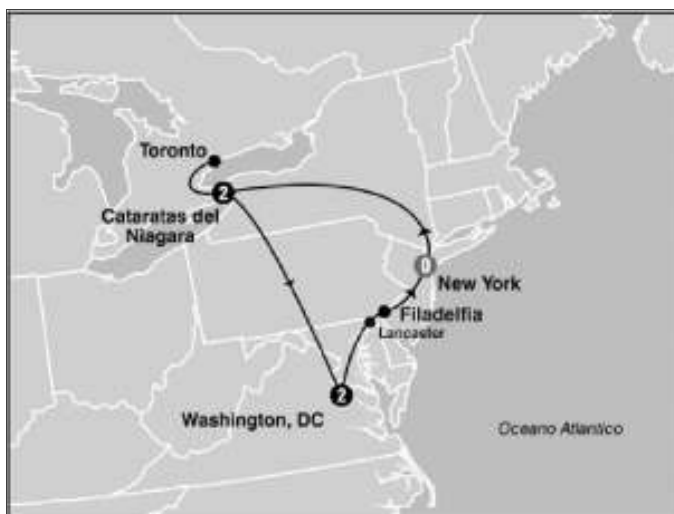 Toronto
2
Cataratas del
Niagara
0
New York
Filadelfia
Lancaster
2
Washington, DC
Oceano Atlantico